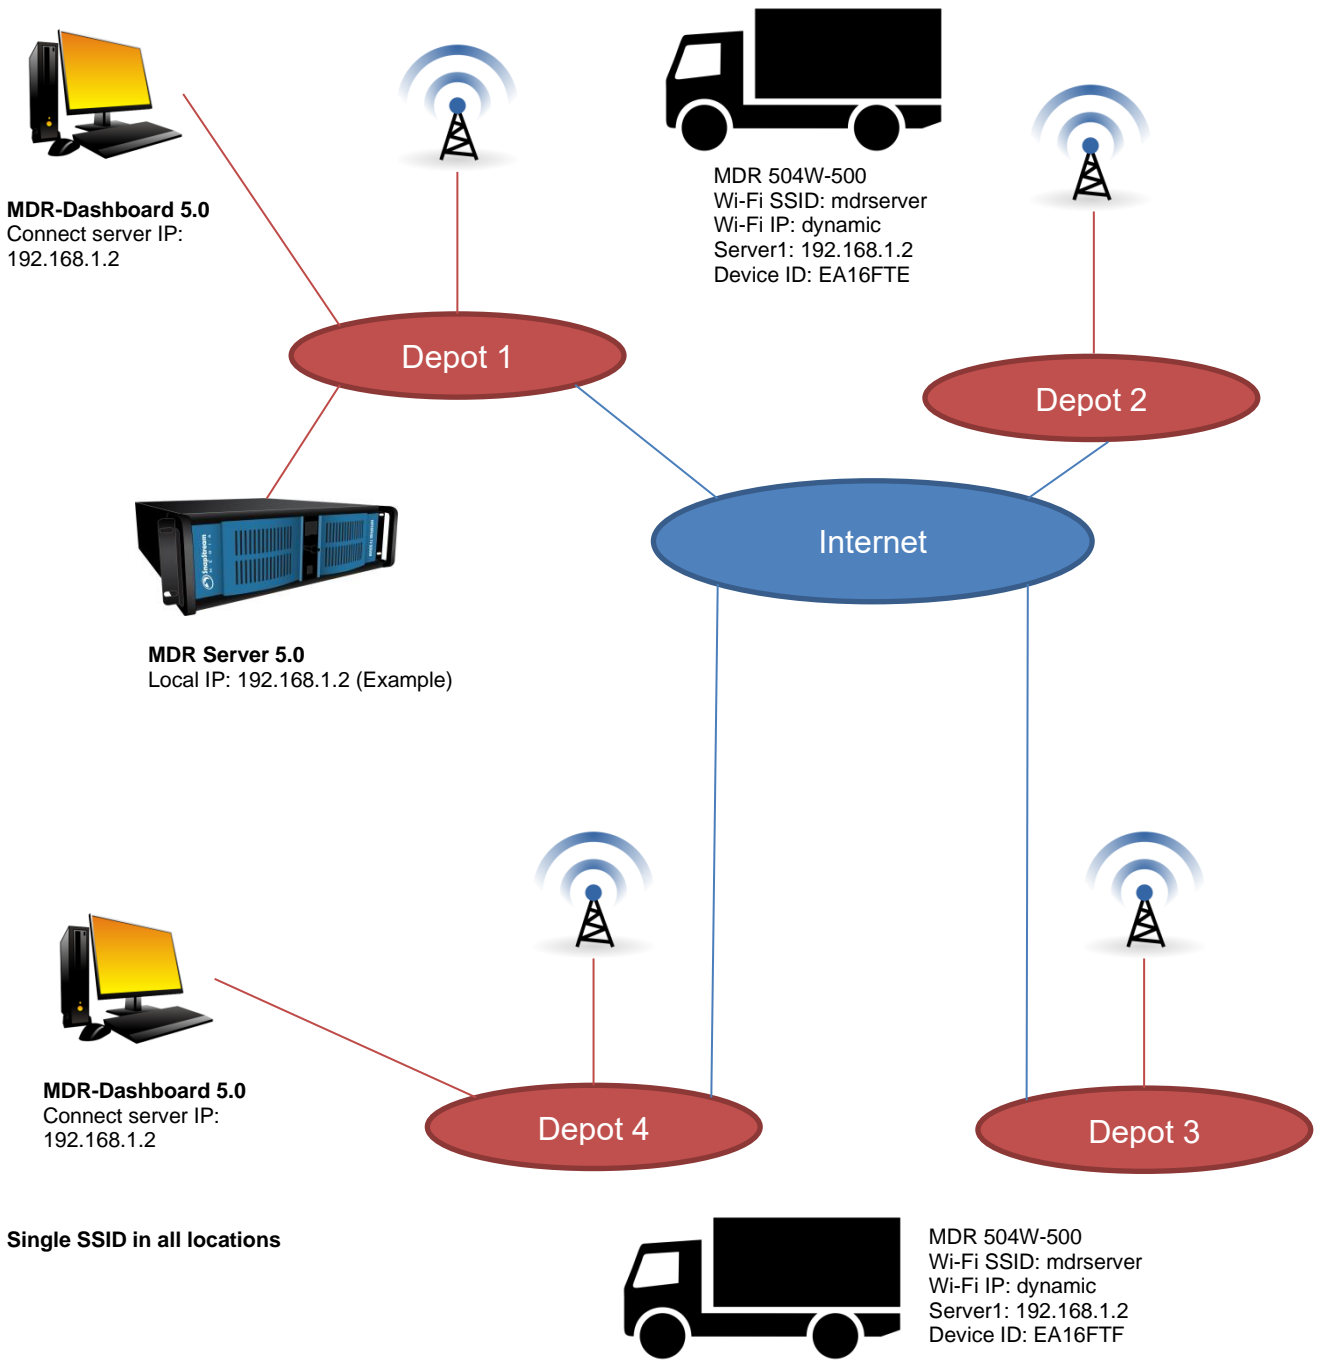 MDR-Dashboard 5.0
Connect server IP:
192.168.1.2
MDR 504W-500
Wi-Fi SSID: mdrserver
Wi-Fi IP: dynamic
Server1: 192.168.1.2
Device ID: EA16FTE
Depot 1
Depot 2
Internet
SnapStream
MDR Server 5.0
Local IP: 192.168.1.2 (Example)
MDR-Dashboard 5.0
Connect server IP:
192.168.1.2
Depot 4
Depot 3
Single SSID in all locations
MDR 504W-500
Wi-Fi SSID: mdrserver
Wi-Fi IP: dynamic
Server1: 192.168.1.2
Device ID: EA16FTF